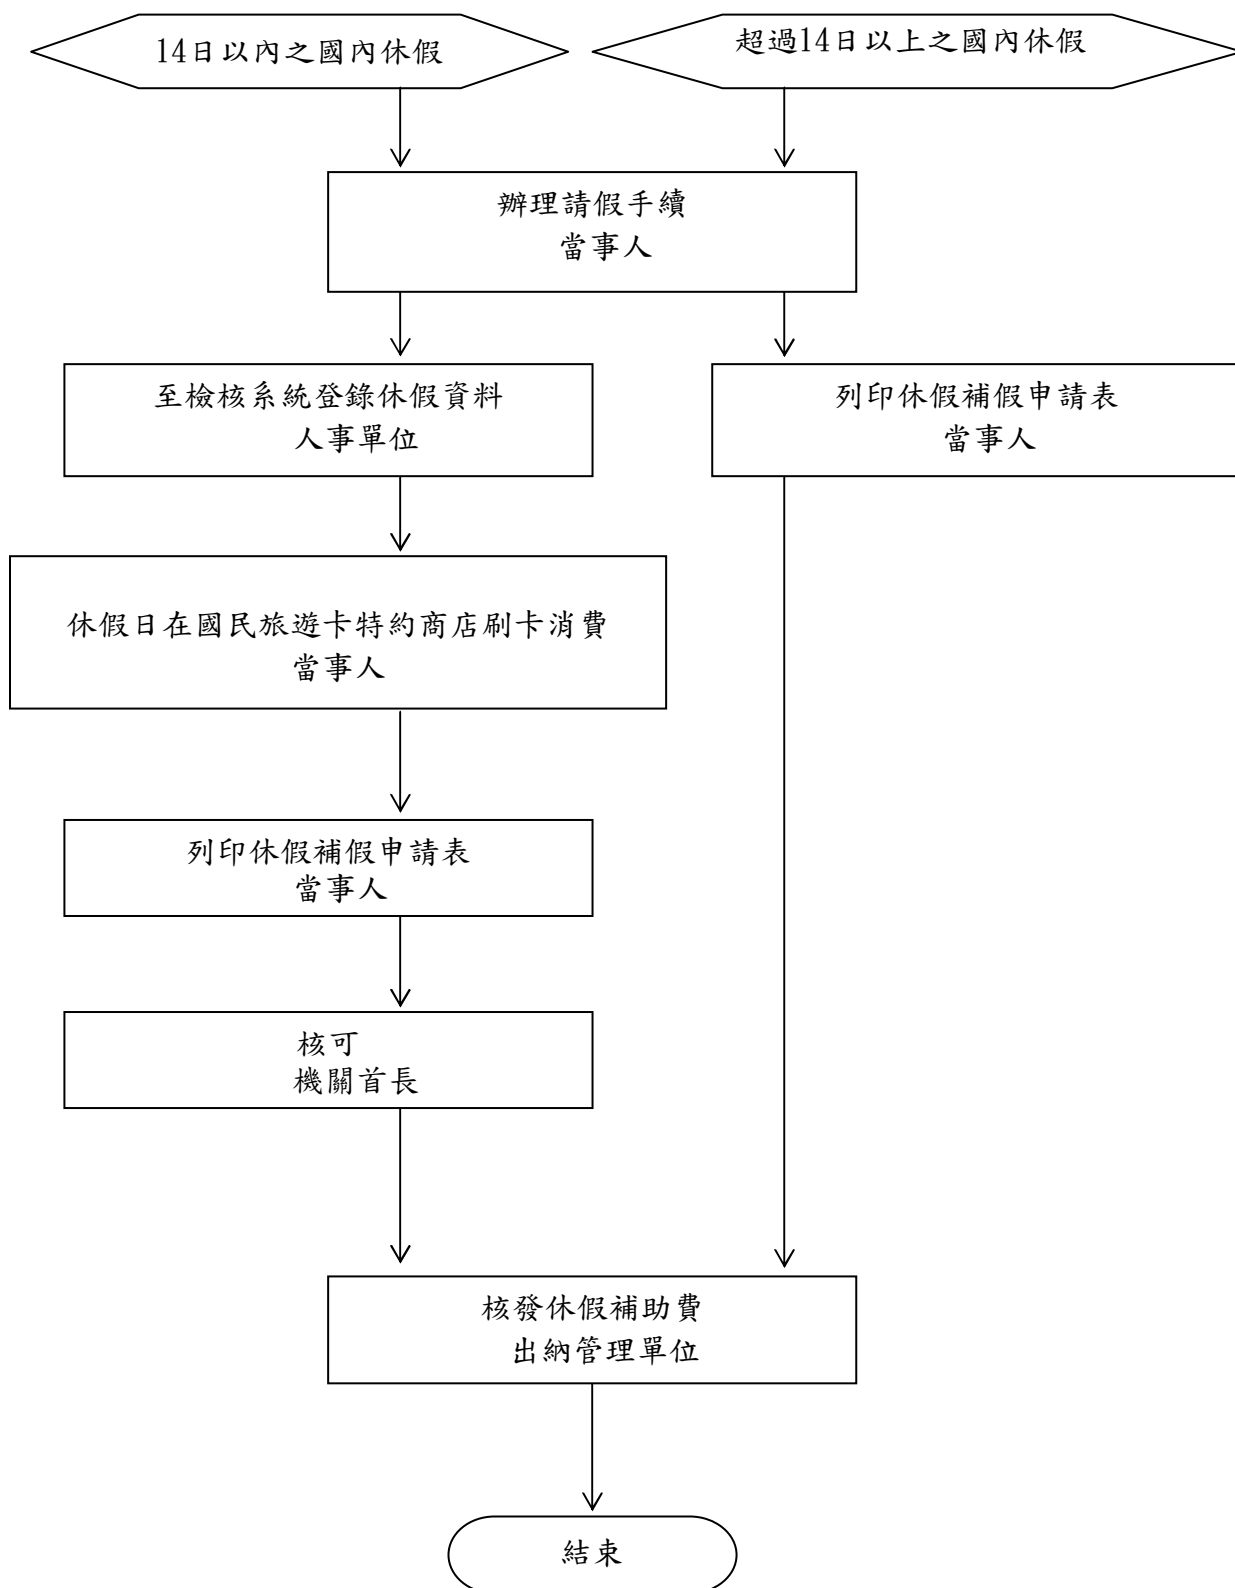 14日以內之國內休假
超過14日以上之國內休假
辦理請假手續
當事人
至檢核系統登錄休假資料
人事單位
列印休假補假申請表
當事人
休假日在國民旅遊卡特約商店刷卡消費
當事人
列印休假補假申請表
當事人
核可
機關首長
核發休假補助費
出納管理單位
結束